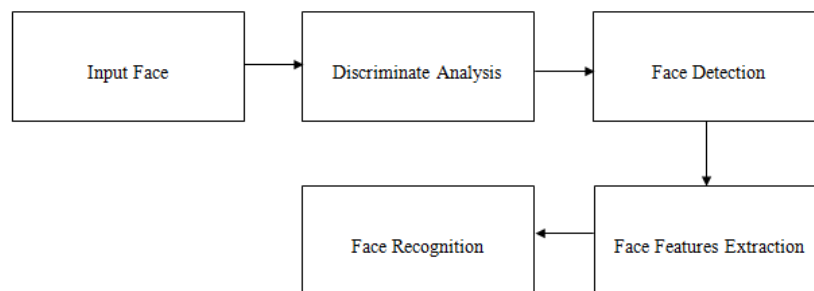 Input Face
Discriminate Analysis
Face Detection
Face Recognition
Face Features Extraction